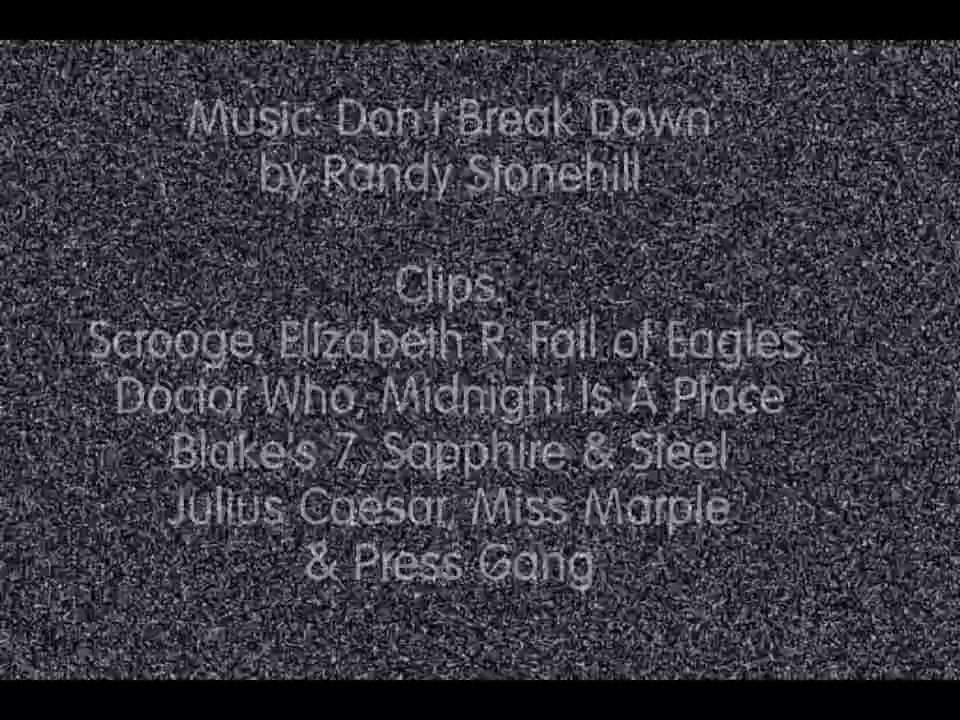 Music: Don't Break Down
by Randy Stonehill
Clips:
Scrooge, Elizabeth R, Fall of Eagles,
Doctor Who, Midnight Is A Place
Blake's 7, Sapphire & Steel
Julius Caesar, Miss Marple
& Press Gang